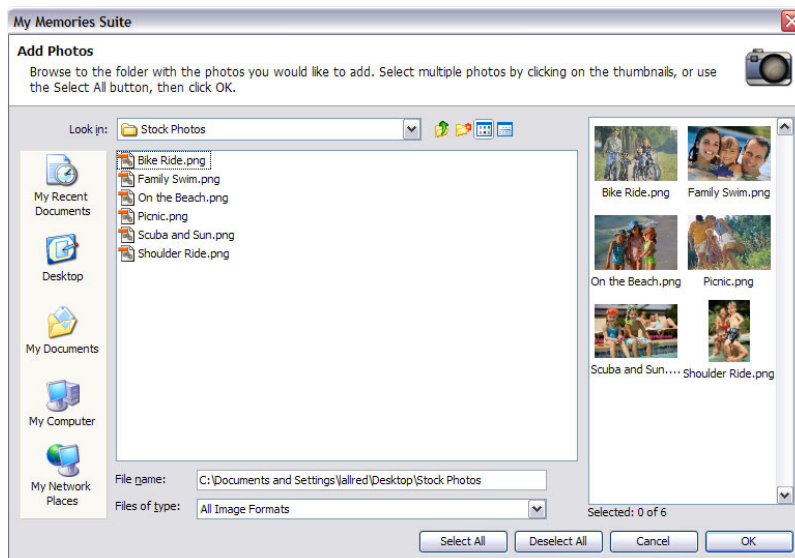 My Memories Suite
Add Photos
Browse to the folder with the photos you would like to add. Select multiple photos by clicking on the thumbnails, or use
the Select All button, then click OK.
Look in:
Stock Photos
My Recent
Documents
Desktop
My Documents
My Computer
My Network
Places
Bike Ride.png
Family Swim.png
On the Beach.png
Picnic.png
Scuba and Sun.png
Shoulder Ride.png
File name:
C:\Documents and Settings\lallred\Desktop\Stock Photos
Files of type:
All Image Formats
Bike Ride.png
Family Swim.png
On the Beach.png
Picnic.png
Scuba and Sun....
Shoulder Ride.png
Selected: 0 of 6
Select All
Deselect All
Cancel
OK